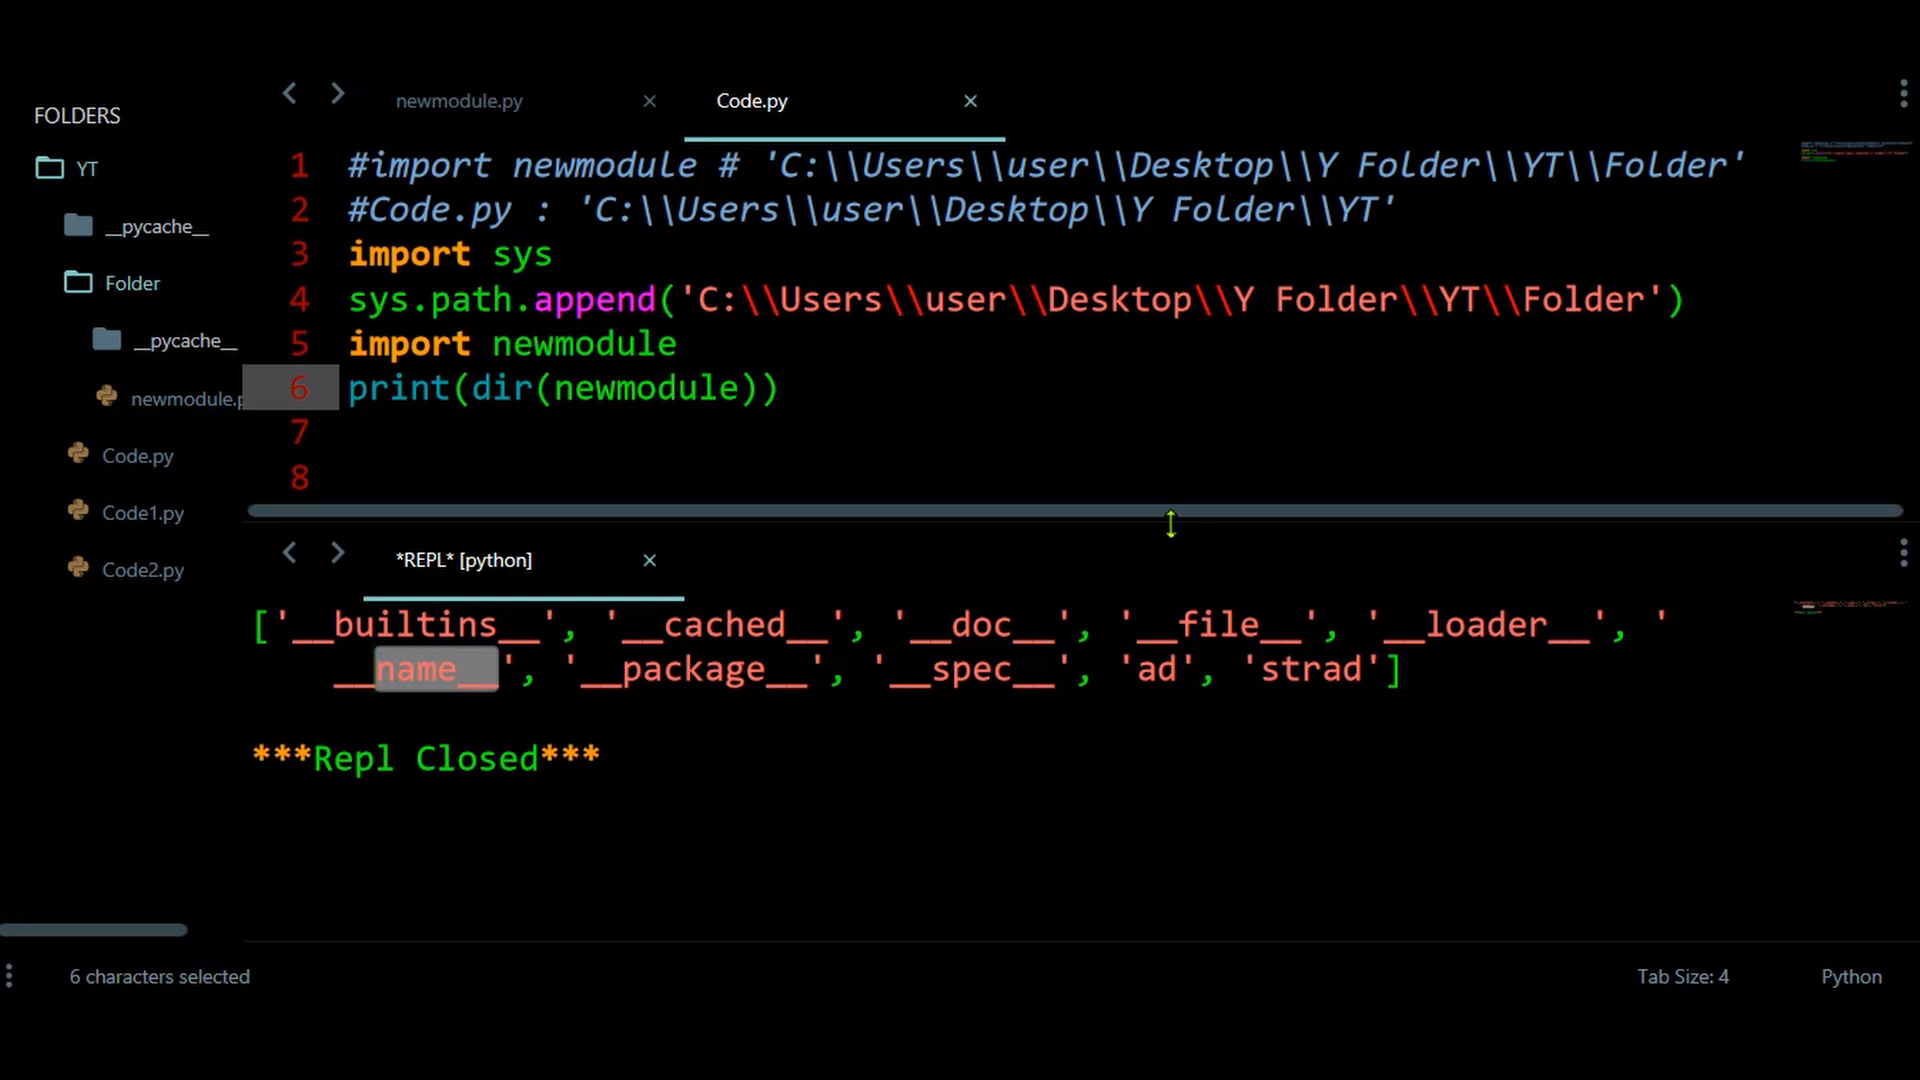 FOLDERS
YT
__pycache__
Folder
__pycache__
newmodule.p
Code.py
Code1.py
Code2.py
newmodule.py
Code.py
1 #import newmodule # 'C:\\Users\\user\\Desktop\\Y Folder\\YT\\Folder'
2 #Code.py : 'C:\\Users\\user\\Desktop\\Y Folder\\YT'
3 import sys
4 sys.path.append('C:\\Users\\user\\Desktop\\Y Folder\\YT\\Folder')
5 import newmodule
6 print(dir(newmodule))
7
8
*REPL* [python]
['__builtins__', '__cached__', '__doc__', '__file__', '__loader__', '
__name__', '__package__', '__spec__', 'ad', 'strad']
***Repl Closed***
6 characters selected
Tab Size: 4
Python